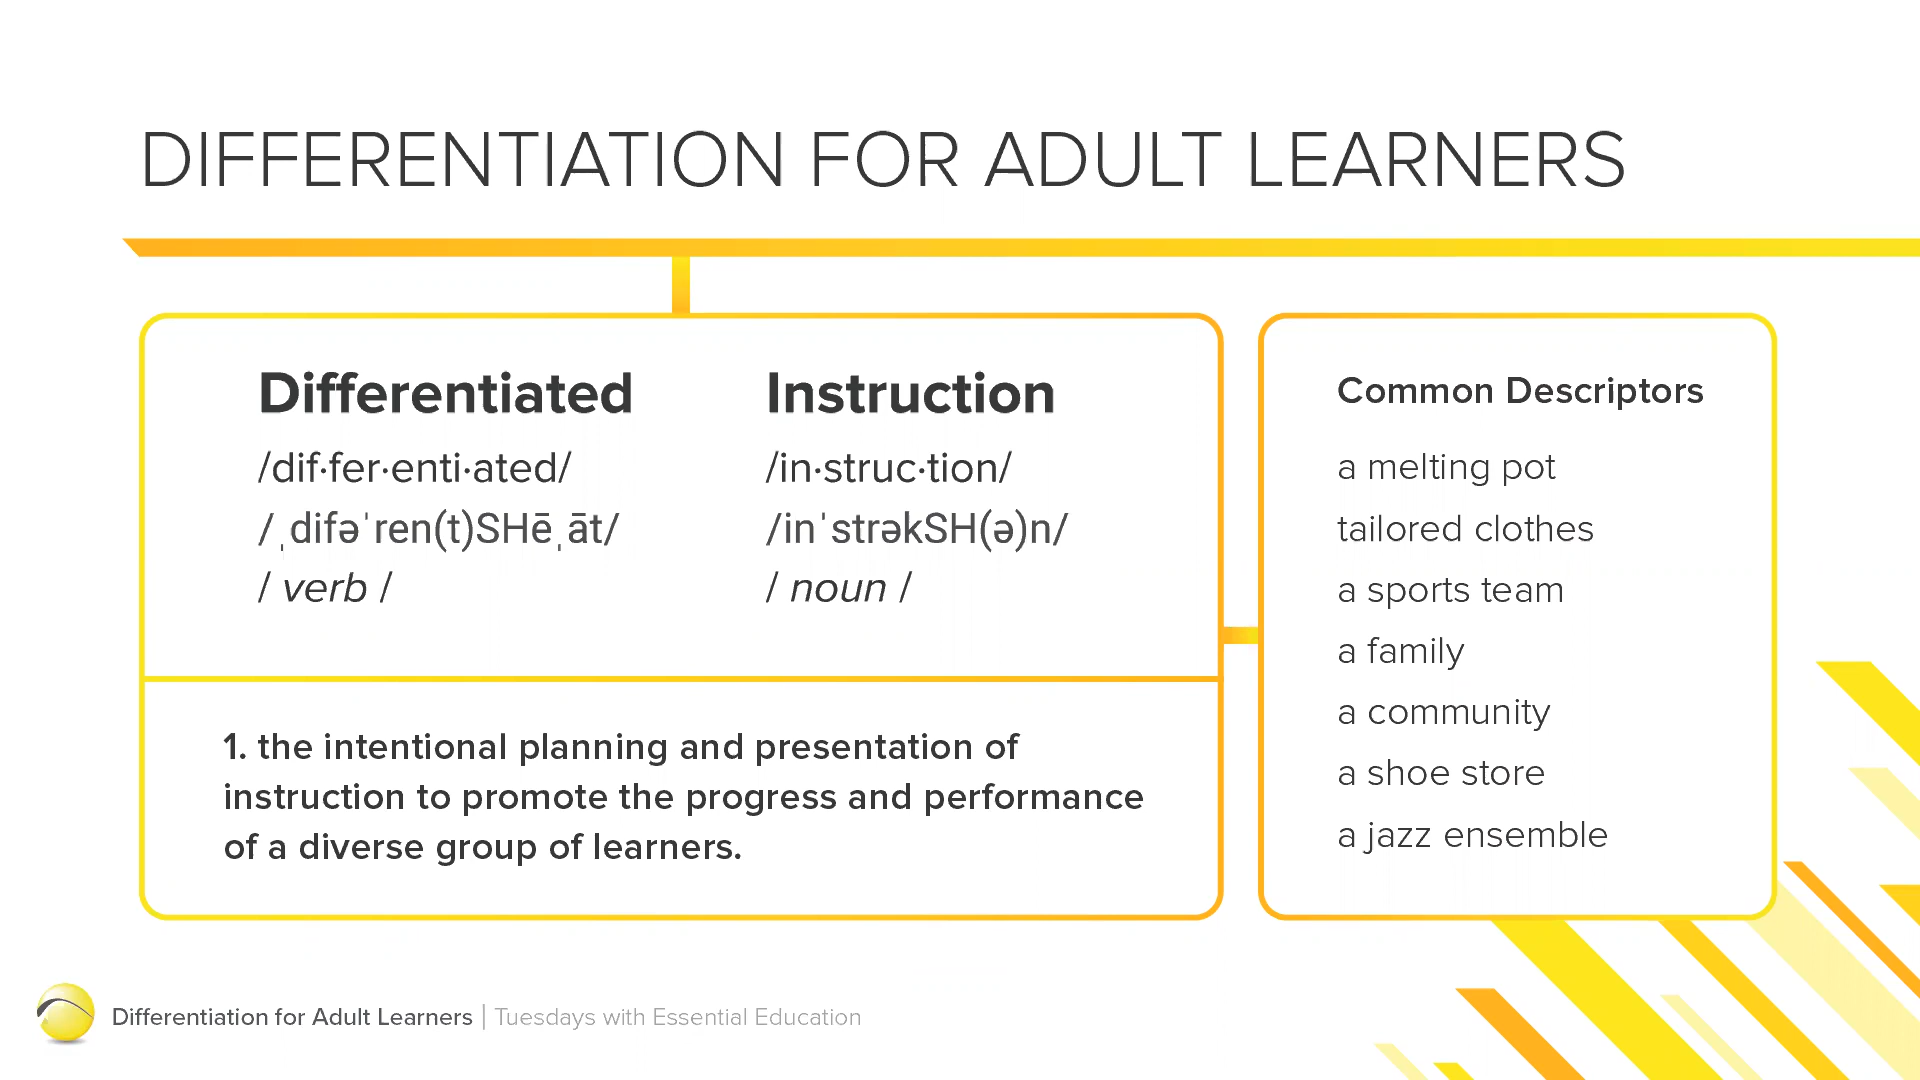 DIFFERENTIATION FOR ADULT LEARNERS
Differentiated
/dif·fer·enti·ated/
/ˌdifəˈren(t)SHēˌāt/
/ verb /
Instruction
/in·struc·tion/
/inˈstrəkSH(ə)n/
/ noun /
1. the intentional planning and presentation of
instruction to promote the progress and performance
of a diverse group of learners.
Common Descriptors
a melting pot
tailored clothes
a sports team
a family
a community
a shoe store
a jazz ensemble
Differentiation for Adult Learners | Tuesdays with Essential Education